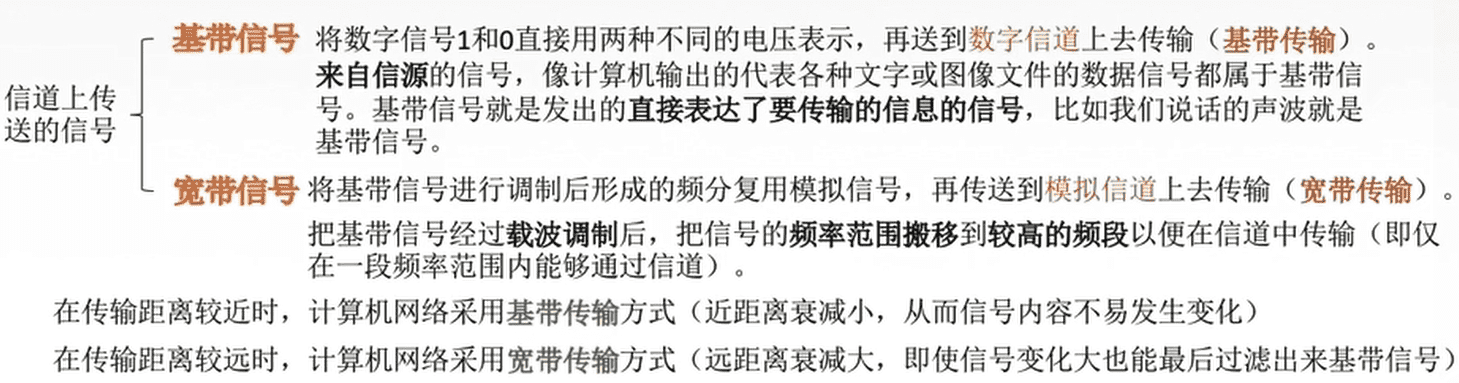 基带信号 将数字信号1和0直接用两种不同的电压表示，再送到数字信道上去传输（基带传输）。
来自信源的信号，像计算机输出的代表各种文字或图像文件的数据信号都属于基带信
号。基带信号就是发出的直接表达了要传输的信息的信号，比如我们说话的声波就是
基带信号。
信道上传
送的信号
宽带信号 将基带信号进行调制后形成的频分复用模拟信号，再传送到模拟信道上去传输（宽带传输）。
把基带信号经过载波调制后，把信号的频率范围搬移到较高的频段以便在信道中传输（即仅
在一段频率范围内能够通过信道）。
在传输距离较近时，计算机网络采用基带传输方式（近距离衰减小，从而信号内容不易发生变化）
在传输距离较远时，计算机网络采用宽带传输方式（远距离衰减大，即使信号变化大也能最后过滤出来基带信号）